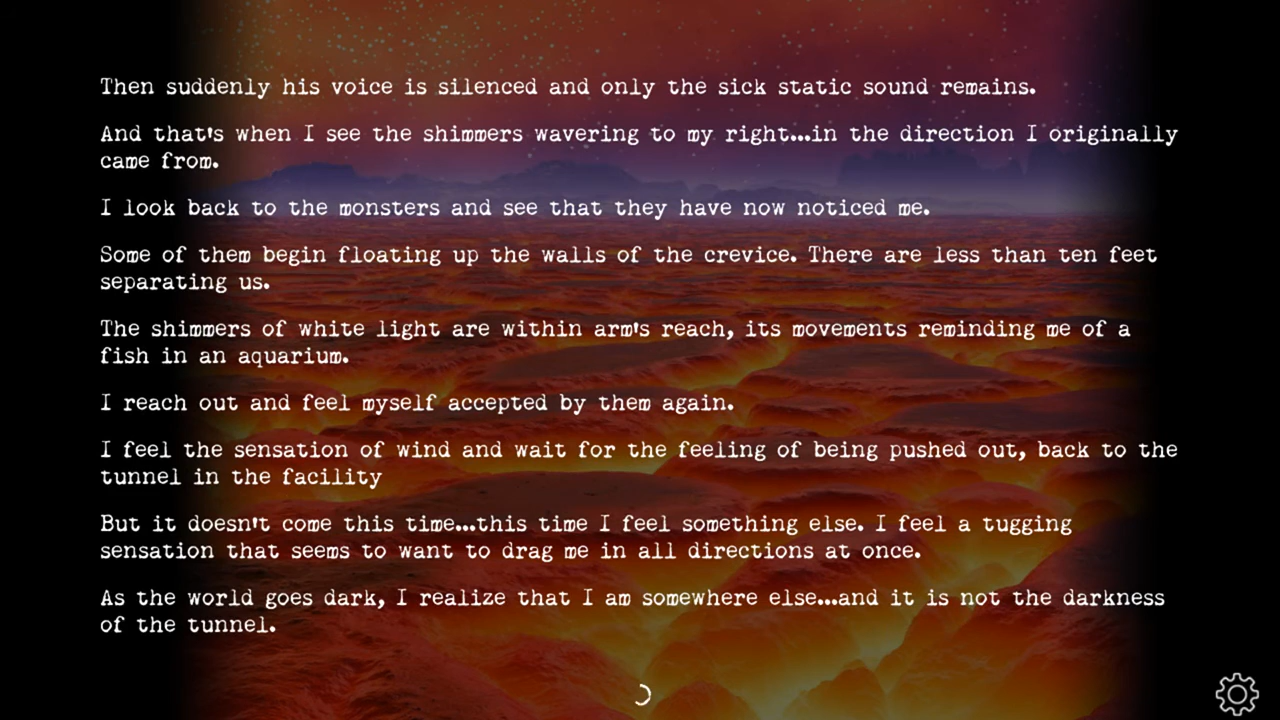 Then suddenly his voice is silenced and only the sick static sound remains.
And that's when I see the shimmers wavering to my right...in the direction I originally
came from.
I look back to the monsters and see that they have now noticed me.
Some of them begin floating up the walls of the crevice. There are less than ten feet
separating us.
The shimmers of white light are within arm's reach, its movements reminding me of a
fish in an aquarium.
I reach out and feel myself accepted by them again.
I feel the sensation of wind and wait for the feeling of being pushed out, back to the
tunnel in the facility
But it doesn't come this time...this time I feel something else. I feel a tugging
sensation that seems to want to drag me in all directions at once.
As the world goes dark, I realize that I am somewhere else...and it is not the darkness
of the tunnel.